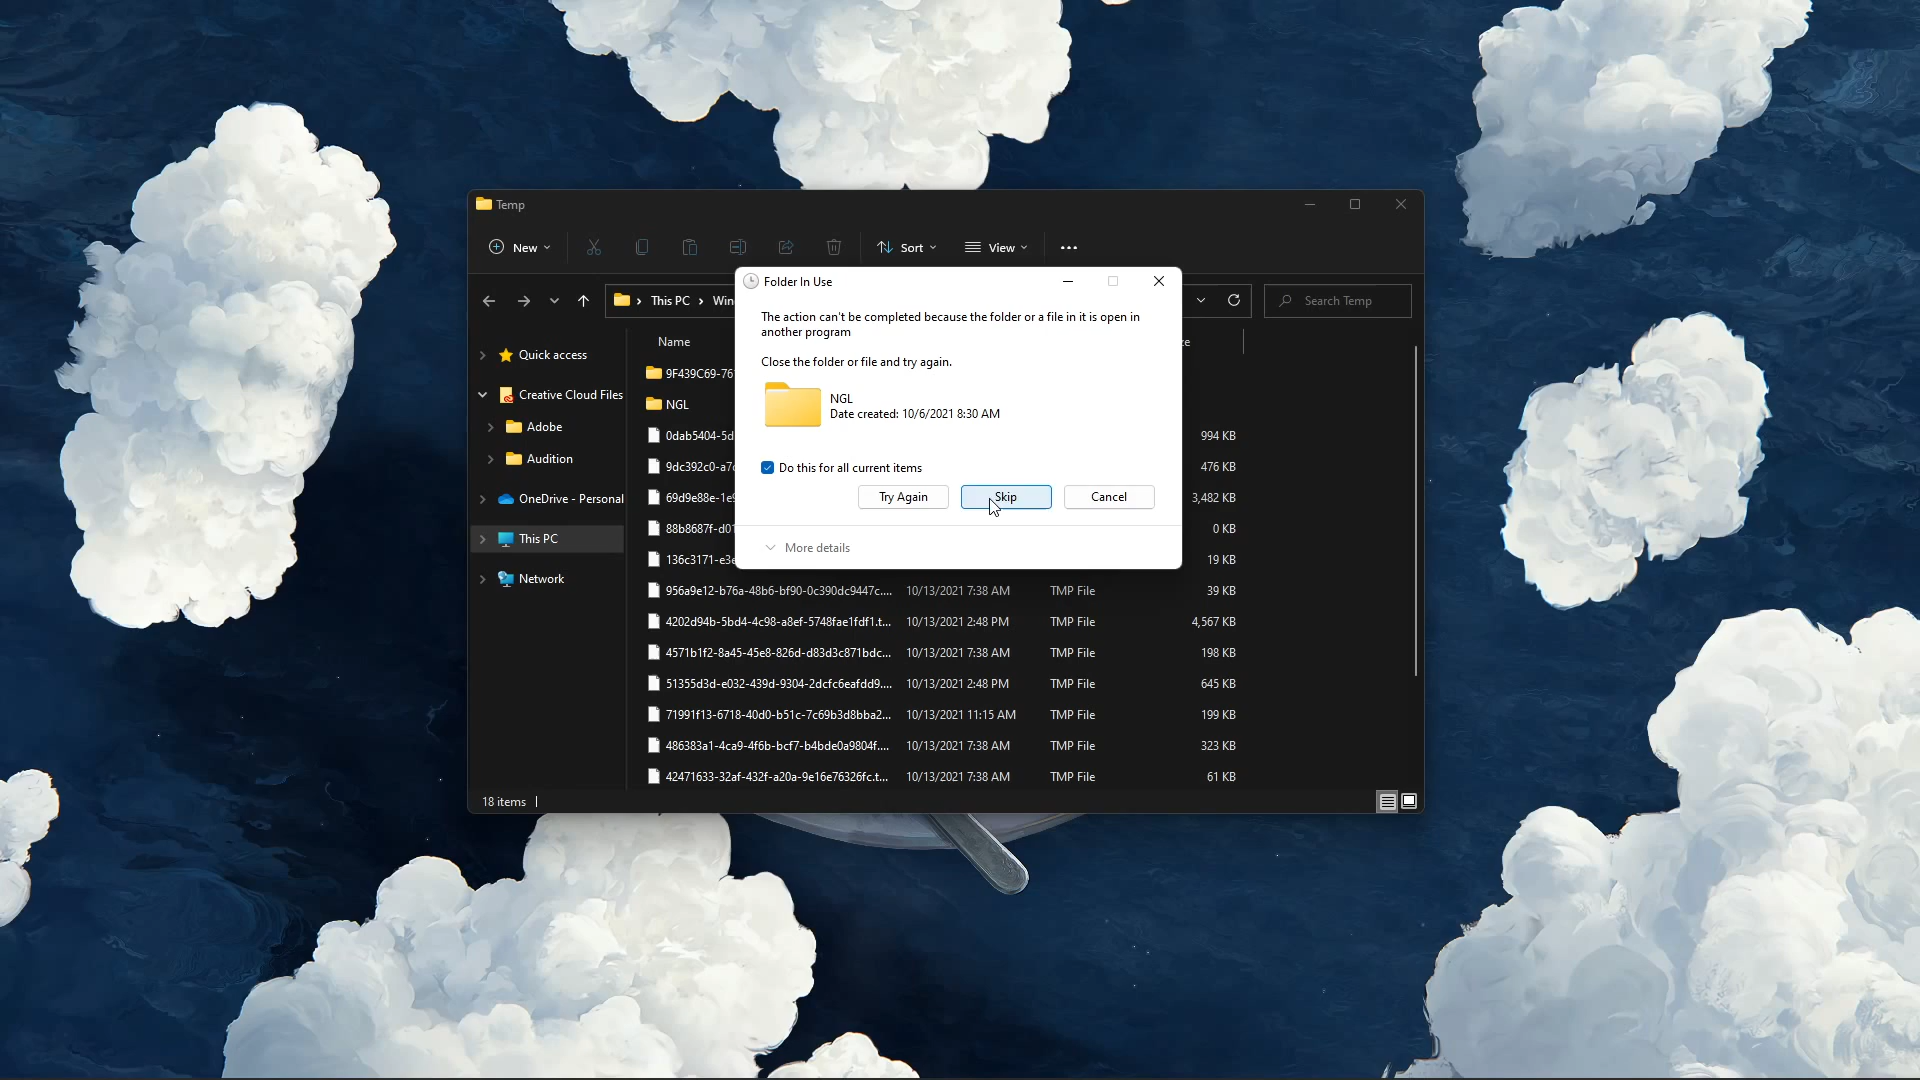 Temp
New
Sort
View
This PC
Search Temp
Folder In Use
The action can't be completed because the folder or a file in it is open in
another program
Close the folder or file and try again.
NGL
Date created: 10/6/2021 8:30 AM
Do this for all current items
Try Again
Skip
Cancel
More details
Quick access
Creative Cloud Files
Adobe
Audition
OneDrive - Personal
This PC
Network
Name
9F439C69-76
NGL
0dab5404-5d 994 KB
9dc392c0-a7 476 KB
69d9e88e-1e 3,482 KB
88b8687f-d01 0 KB
136c3171-e3 19 KB
956a9e12-b76a-48b6-bf90-0c390dc9447c.... 10/13/2021 7:38 AM TMP File 39 KB
4202d94b-5bd4-4c98-a8ef-5748fae1fdf1.t... 10/13/2021 2:48 PM TMP File 4,567 KB
4571b1f2-8a45-45e8-826d-d83d3c871bdc... 10/13/2021 7:38 AM TMP File 198 KB
51355d3d-e032-439d-9304-2dcfc6eafdd9.... 10/13/2021 2:48 PM TMP File 645 KB
71991f13-6718-40d0-b51c-7c69b3d8bba2... 10/13/2021 11:15 AM TMP File 199 KB
486383a1-4ca9-4f6b-bcf7-b4bde0a9804f.... 10/13/2021 7:38 AM TMP File 323 KB
42471633-32af-432f-a20a-9e16e76326fc.t... 10/13/2021 7:38 AM TMP File 61 KB
18 items